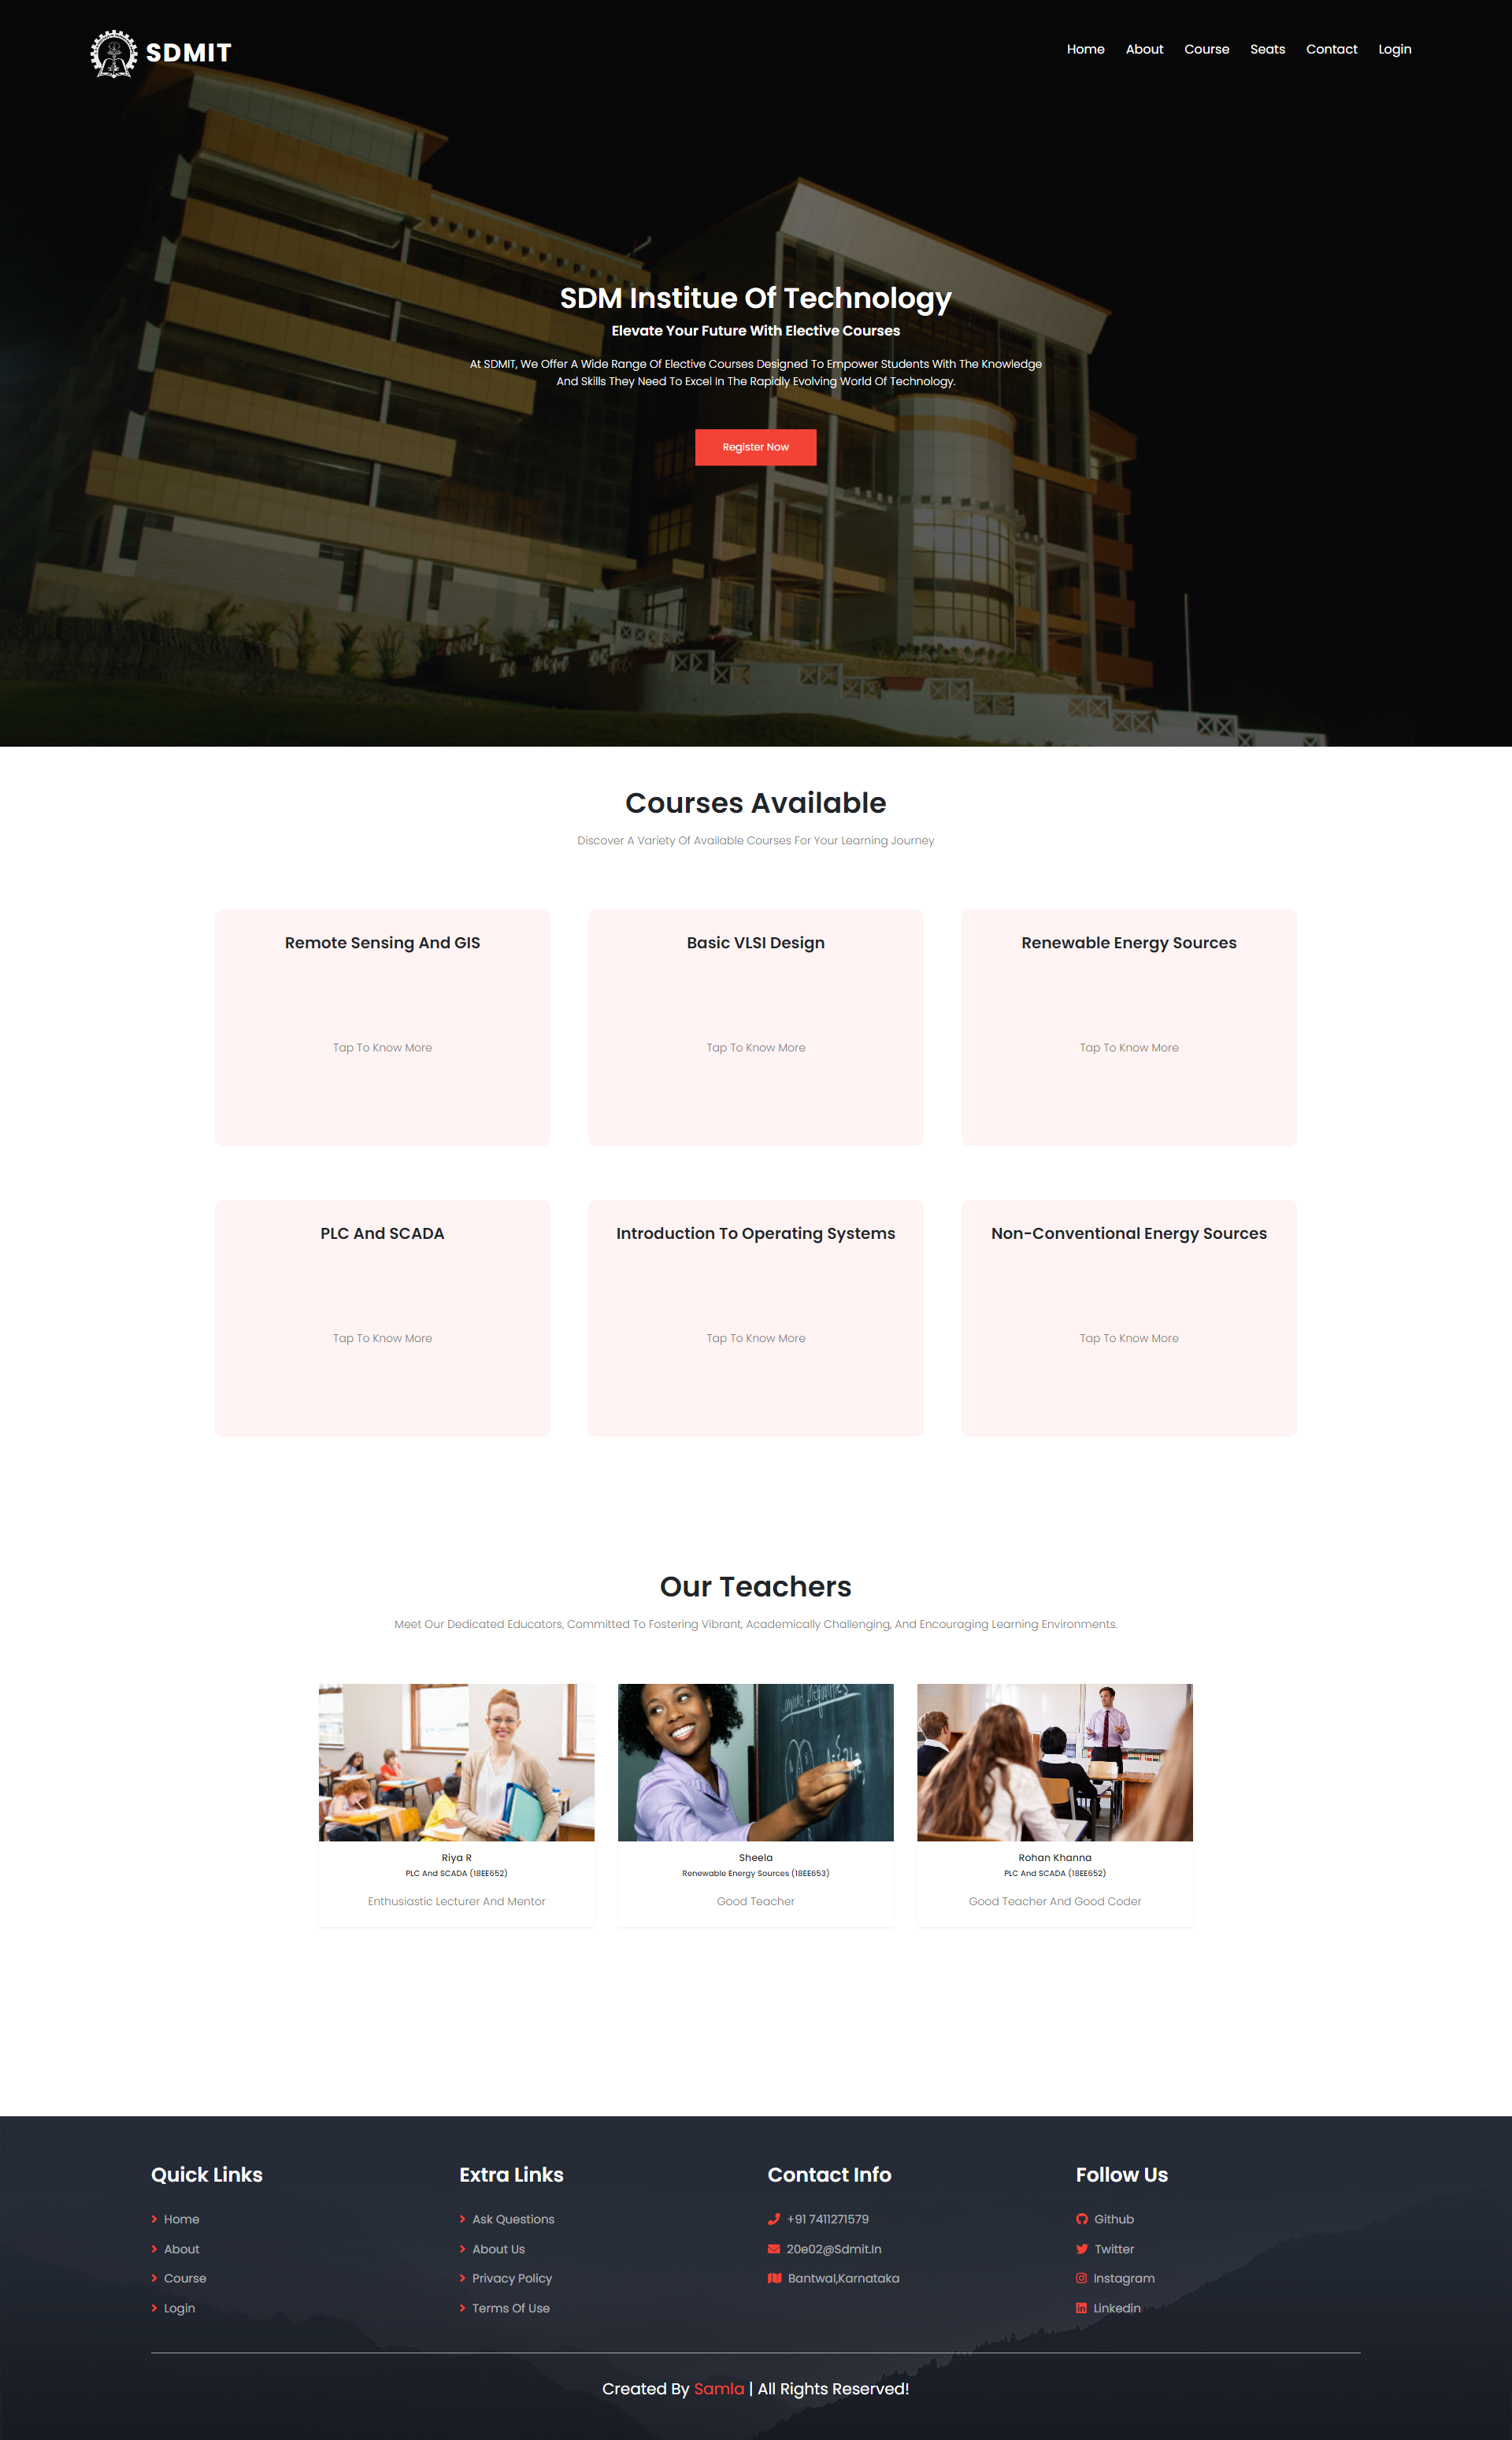 SDMIT
Home About Course Seats Contact Login
SDM Institue Of Technology
Elevate Your Future With Elective Courses
At SDMIT, We Offer A Wide Range Of Elective Courses Designed To Empower Students With The Knowledge
And Skills They Need To Excel In The Rapidly Evolving World Of Technology.
Register Now
Courses Available
Discover A Variety Of Available Courses For Your Learning Journey
Remote Sensing And GIS
Tap To Know More
Basic VLSI Design
Tap To Know More
Renewable Energy Sources
Tap To Know More
PLC And SCADA
Tap To Know More
Introduction To Operating Systems
Tap To Know More
Non-Conventional Energy Sources
Tap To Know More
Our Teachers
Meet Our Dedicated Educators, Committed To Fostering Vibrant, Academically Challenging, And Encouraging Learning Environments.
Riya R
PLC And SCADA (18EE652)
Enthusiastic Lecturer And Mentor
Sheela
Renewable Energy Sources (18EE653)
Good Teacher
Rohan Khanna
PLC And SCADA (18EE652)
Good Teacher And Good Coder
Quick Links
Home
About
Course
Login
Extra Links
Ask Questions
About Us
Privacy Policy
Terms Of Use
Contact Info
+91 7411271579
20e02@Sdmit.In
Bantwal,Karnataka
Follow Us
Github
Twitter
Instagram
Linkedin
Created By Samla | All Rights Reserved!